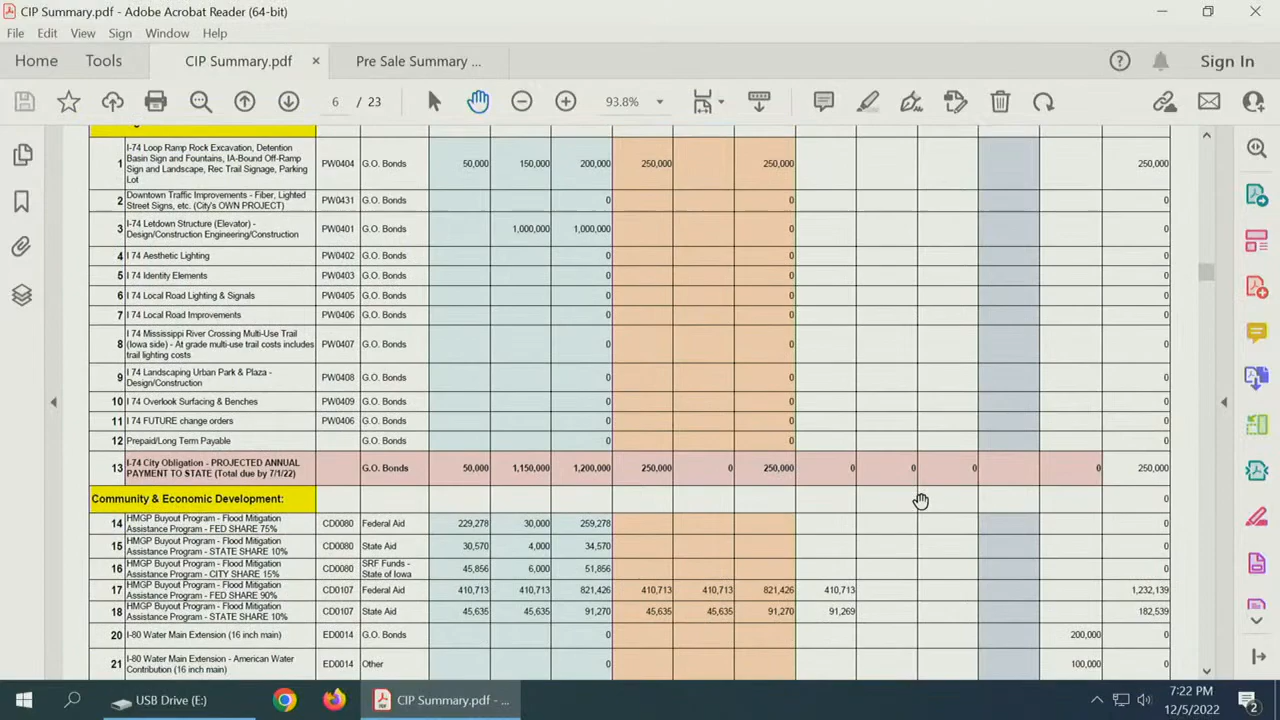 CIP Summary.pdf - Adobe Acrobat Reader (64-bit)
File Edit View Sign Window Help
Home Tools CIP Summary.pdf × Pre Sale Summary ... Sign In
6 / 23 93.8%
1 I-74 Loop Ramp Rock Excavation, Detention
Basin Sign and Fountains, IA-Bound Off-Ramp
Sign and Landscape, Rec Trail Signage, Parking
Lot PW0404 G.O. Bonds 50,000 150,000 200,000 250,000 250,000 250,000
2 Downtown Traffic Improvements - Fiber, Lighted
Street Signs, etc. (City's OWN PROJECT) PW0431 G.O. Bonds 0 0 0
3 I-74 Letdown Structure (Elevator) -
Design/Construction Engineering/Construction PW0401 G.O. Bonds 1,000,000 1,000,000 0 0
4 I 74 Aesthetic Lighting PW0402 G.O. Bonds 0 0 0
5 I 74 Identity Elements PW0403 G.O. Bonds 0 0 0
6 I 74 Local Road Lighting & Signals PW0405 G.O. Bonds 0 0 0
7 I 74 Local Road Improvements PW0406 G.O. Bonds 0 0 0
8 I 74 Mississippi River Crossing Multi-Use Trail
(Iowa side) - At grade multi-use trail costs includes
trail lighting costs PW0407 G.O. Bonds 0 0 0
9 I 74 Landscaping Urban Park & Plaza -
Design/Construction PW0408 G.O. Bonds 0 0 0
10 I 74 Overlook Surfacing & Benches PW0409 G.O. Bonds 0 0 0
11 I 74 FUTURE change orders PW0406 G.O. Bonds 0 0 0
12 Prepaid/Long Term Payable G.O. Bonds 0 0 0
13 I-74 City Obligation - PROJECTED ANNUAL
PAYMENT TO STATE (Total due by 7/1/22) G.O. Bonds 50,000 1,150,000 1,200,000 250,000 0 250,000 0 0 0 0 250,000
Community & Economic Development: 0
14 HMGP Buyout Program - Flood Mitigation
Assistance Program - FED SHARE 75% CD0080 Federal Aid 229,278 30,000 259,278 0
15 HMGP Buyout Program - Flood Mitigation
Assistance Program - STATE SHARE 10% CD0080 State Aid 30,570 4,000 34,570 0
16 HMGP Buyout Program - Flood Mitigation
Assistance Program - CITY SHARE 15% CD0080 SRF Funds -
State of Iowa 45,856 6,000 51,856 0
17 HMGP Buyout Program - Flood Mitigation
Assistance Program - FED SHARE 90% CD0107 Federal Aid 410,713 410,713 821,426 410,713 410,713 821,426 410,713 1,232,139
18 HMGP Buyout Program - Flood Mitigation
Assistance Program - STATE SHARE 10% CD0107 State Aid 45,635 45,635 91,270 45,635 45,635 91,270 91,269 182,539
20 I-80 Water Main Extension (16 inch main) ED0014 G.O. Bonds 0 200,000 0
21 I-80 Water Main Extension - American Water
Contribution (16 inch main) ED0014 Other 0 100,000 0
USB Drive (E:) CIP Summary.pdf - ... 7:22 PM
12/5/2022 2